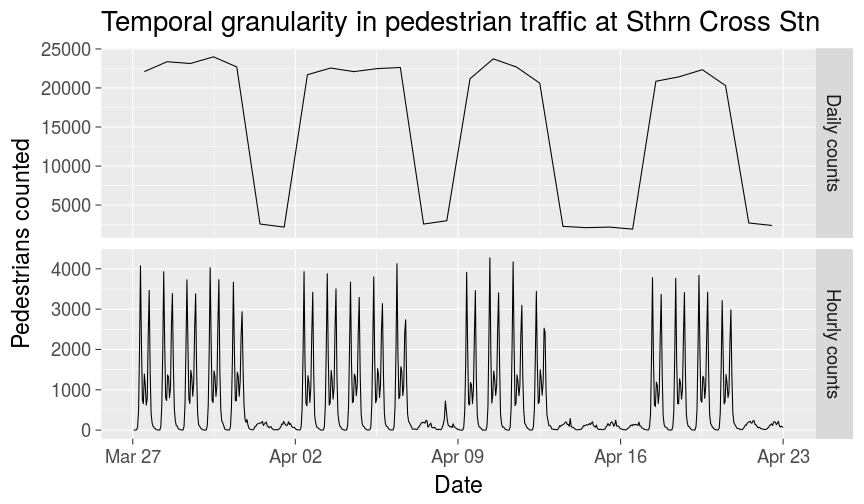 Temporal granularity in pedestrian traffic at Sthrn Cross Stn
Pedestrians counted
25000
20000
15000
10000
5000
Daily counts
4000
3000
2000
1000
0
Hourly counts
Mar 27 Apr 02 Apr 09 Apr 16 Apr 23
Date